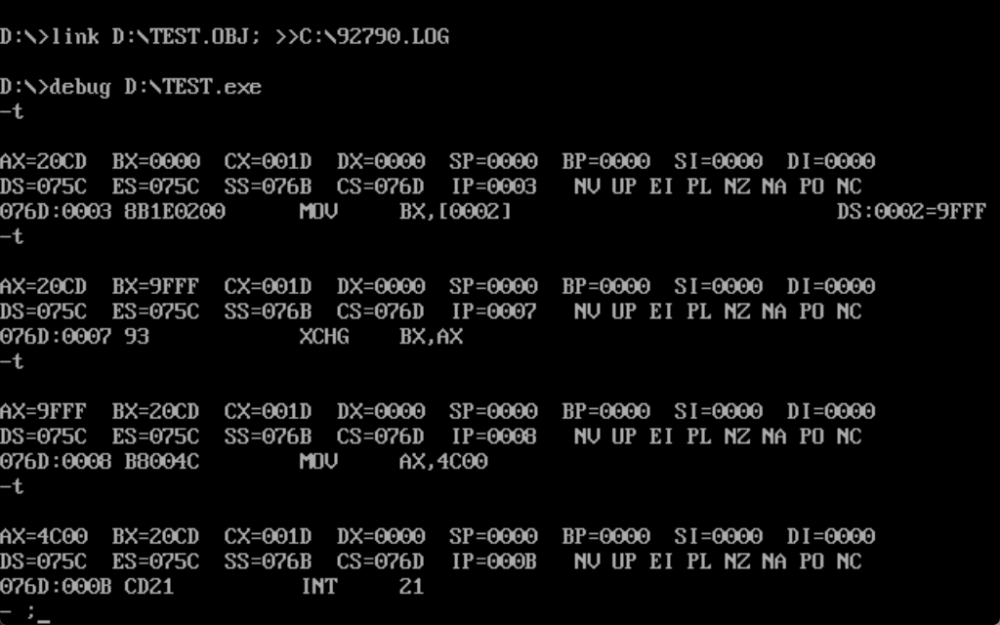 D:\>link D:\TEST.OBJ; >>C:\92790.LOG
D:\>debug D:\TEST.exe
-t
AX=20CD BX=0000 CX=001D DX=0000 SP=0000 BP=0000 SI=0000 DI=0000
DS=075C ES=075C SS=076B CS=076D IP=0003 NV UP EI PL NZ NA PO NC
076D:0003 8B1E0200 MOV BX,[0002] DS:0002=9FFF
-t
AX=20CD BX=9FFF CX=001D DX=0000 SP=0000 BP=0000 SI=0000 DI=0000
DS=075C ES=075C SS=076B CS=076D IP=0007 NV UP EI PL NZ NA PO NC
076D:0007 93 XCHG BX,AX
-t
AX=9FFF BX=20CD CX=001D DX=0000 SP=0000 BP=0000 SI=0000 DI=0000
DS=075C ES=075C SS=076B CS=076D IP=0008 NV UP EI PL NZ NA PO NC
076D:0008 B8004C MOV AX,4C00
-t
AX=4C00 BX=20CD CX=001D DX=0000 SP=0000 BP=0000 SI=0000 DI=0000
DS=075C ES=075C SS=076B CS=076D IP=000B NV UP EI PL NZ NA PO NC
076D:000B CD21 INT 21
- ;_